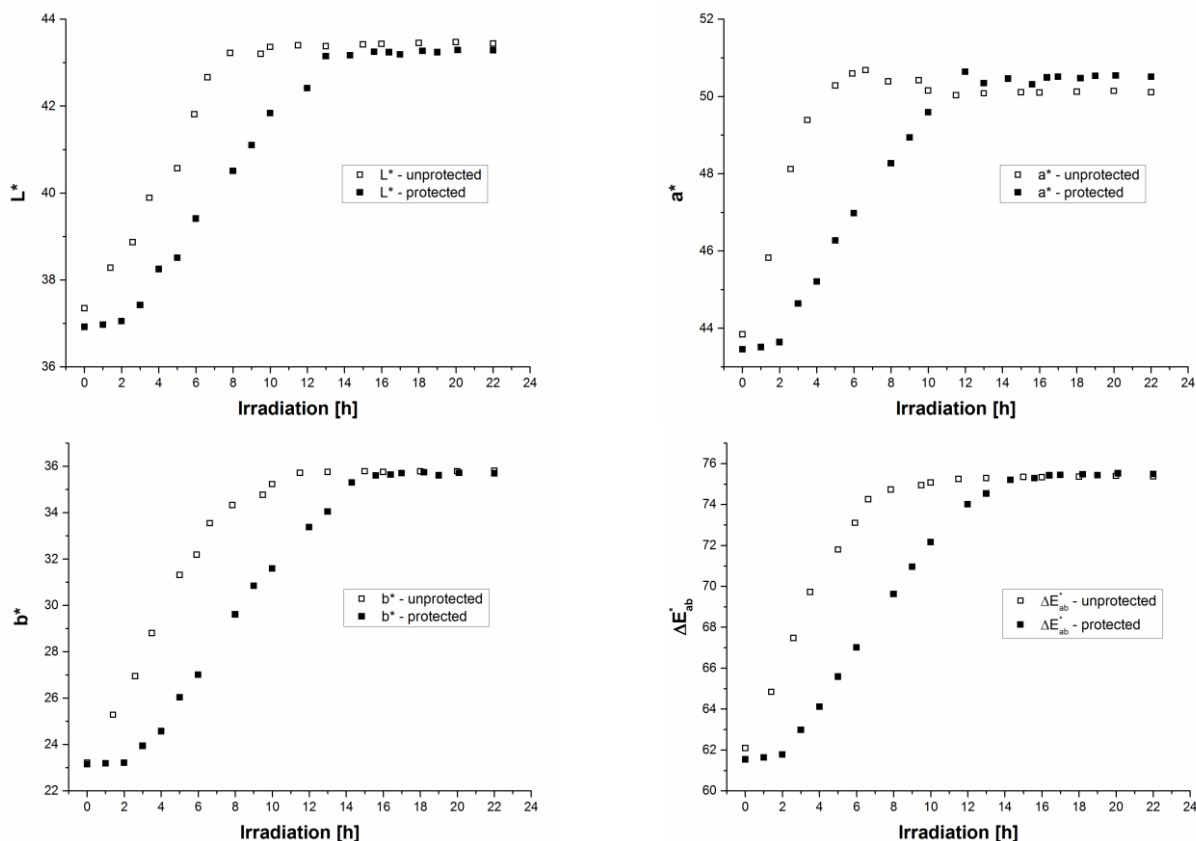 44
42
40
38
36
L*
L* - unprotected
L* - protected
0 2 4 6 8 10 12 14 16 18 20 22 24
Irradiation [h]
52
50
48
46
44
a*
a* - unprotected
a* - protected
0 2 4 6 8 10 12 14 16 18 20 22 24
Irradiation [h]
36
34
32
30
28
26
24
22
b*
b* - unprotected
b* - protected
0 2 4 6 8 10 12 14 16 18 20 22 24
Irradiation [h]
76
74
72
70
68
66
64
62
60
ΔE*ab
ΔE*ab - unprotected
ΔE*ab - protected
0 2 4 6 8 10 12 14 16 18 20 22 24
Irradiation [h]